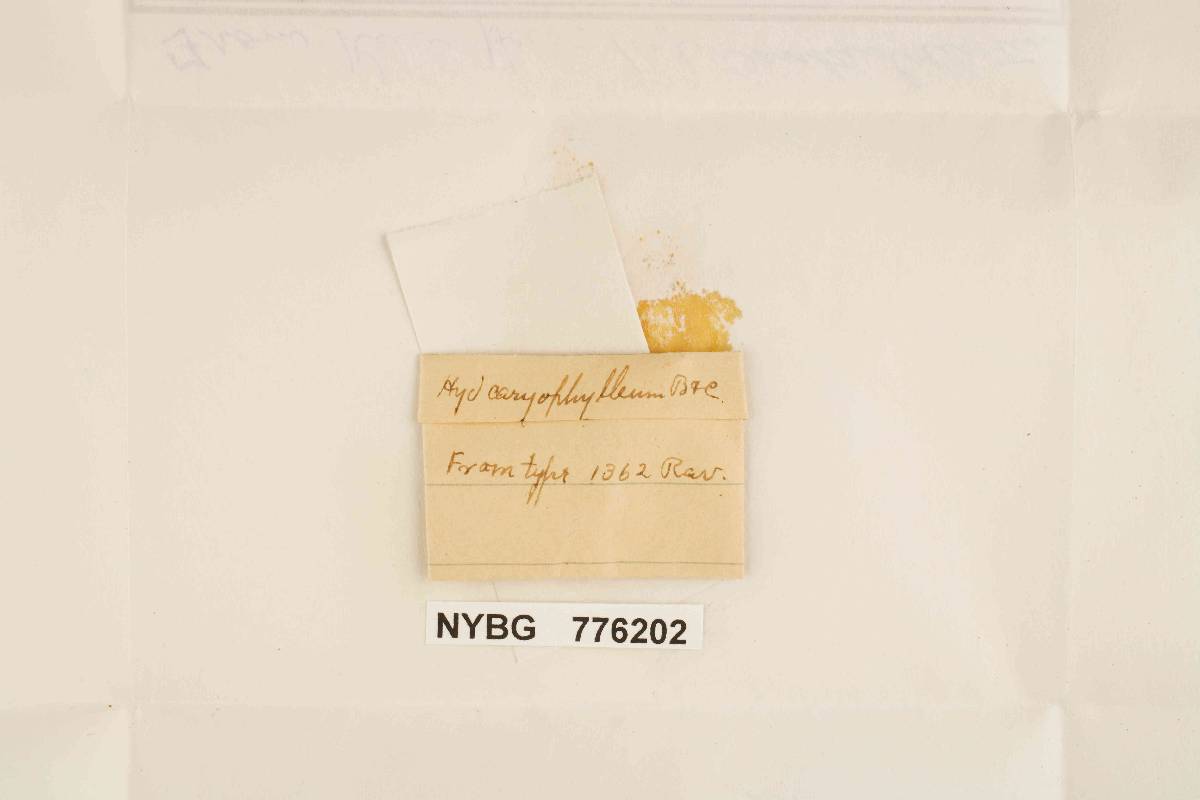 Hyd caryophylleum B&C
From type 1362 Rav.
NYBG 776202